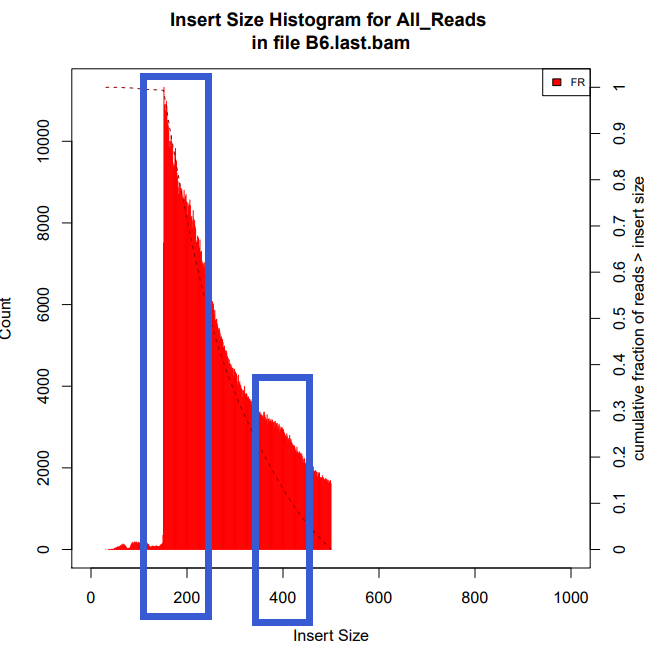 Insert Size Histogram for All_Reads
in file B6.last.bam
FR
Count
0
2000
4000
6000
8000
10000
0
0.1
0.2
0.3
0.4
0.5
0.6
0.7
0.8
0.9
1
cumulative fraction of reads > insert size
0 200 400 600 800 1000
Insert Size